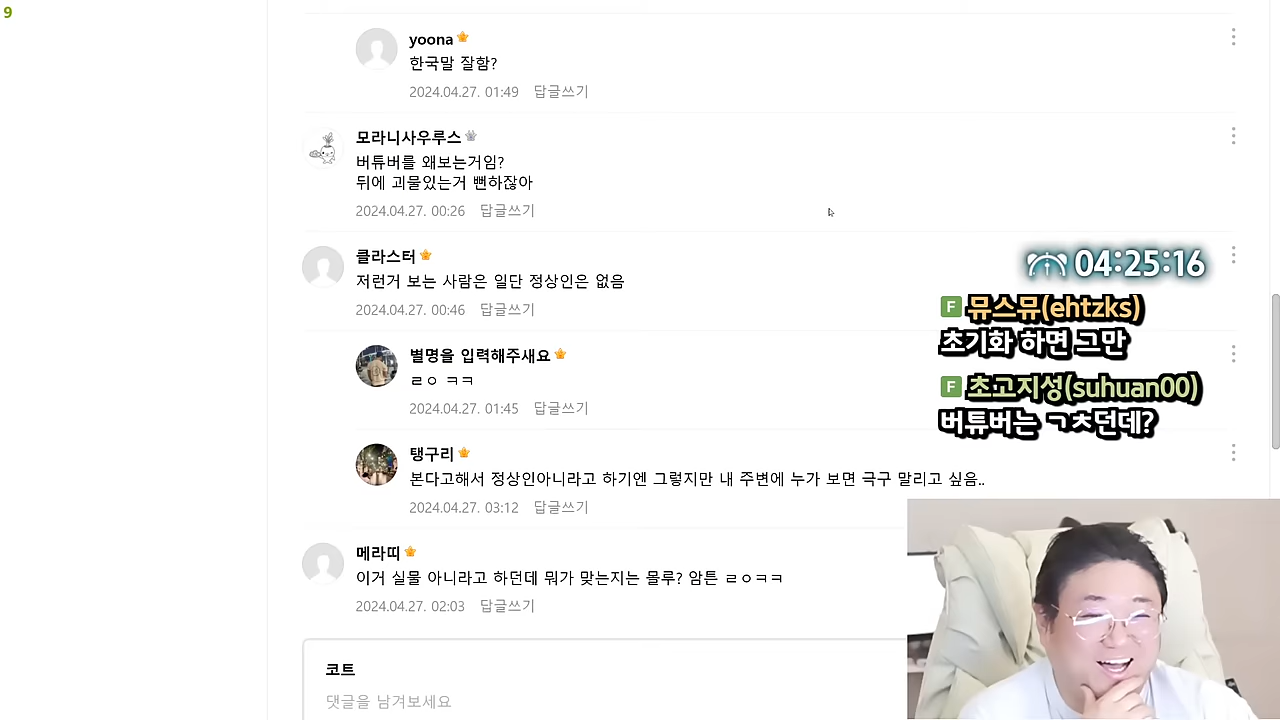 9
yoona
한국말 잘함?
2024.04.27. 01:49 답글쓰기
모라니사우루스
버튜버를 왜보는거임?
뒤에 괴물있는거 뻔하잖아
2024.04.27. 00:26 답글쓰기
클라스터
저런거 보는 사람은 일단 정상인은 없음
2024.04.27. 00:46 답글쓰기
별명을 입력해주새요
ㄹㅇ ㅋㅋ
2024.04.27. 01:45 답글쓰기
탱구리
본다고해서 정상인아니라고 하기엔 그렇지만 내 주변에 누가 보면 극구 말리고 싶음..
2024.04.27. 03:12 답글쓰기
메라띠
이거 실물 아니라고 하던데 뭐가 맞는지는 믈루? 암튼 ㄹㅇㅋㅋ
2024.04.27. 02:03 답글쓰기
코트
댓글을 남겨보세요
04:25:16
F 뮤스뮤(ehtzks)
초기화 하면 그만
F 초고지성(suhuan00)
버튜버는 ㄱㅊ던데?